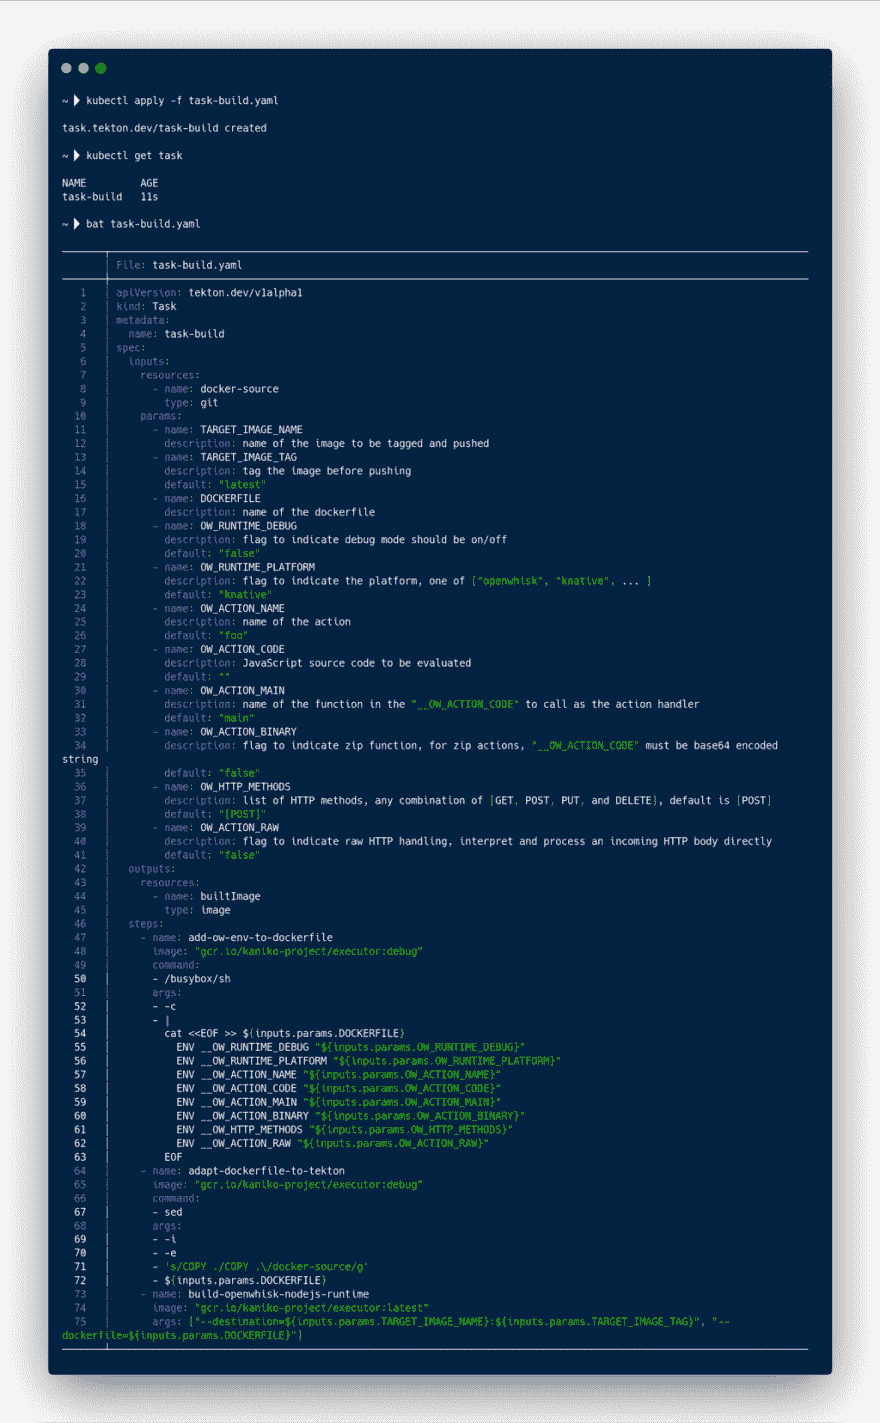 ~ ❯ kubectl apply -f task-build.yaml
task.tekton.dev/task-build created
~ ❯ kubectl get task
NAME         AGE
task-build   11s
~ ❯ bat task-build.yaml
File: task-build.yaml
1 apiVersion: tekton.dev/v1alpha1
2 kind: Task
3 metadata:
4   name: task-build
5 spec:
6   inputs:
7     resources:
8       - name: docker-source
9         type: git
10     params:
11       - name: TARGET_IMAGE_NAME
12         description: name of the image to be tagged and pushed
13       - name: TARGET_IMAGE_TAG
14         description: tag the image before pushing
15         default: "latest"
16       - name: DOCKERFILE
17         description: name of the dockerfile
18       - name: OW_RUNTIME_DEBUG
19         description: flag to indicate debug mode should be on/off
20         default: "false"
21       - name: OW_RUNTIME_PLATFORM
22         description: flag to indicate the platform, one of ["openwhisk", "knative", ... ]
23         default: "knative"
24       - name: OW_ACTION_NAME
25         description: name of the action
26         default: "foo"
27       - name: OW_ACTION_CODE
28         description: JavaScript source code to be evaluated
29         default: ""
30       - name: OW_ACTION_MAIN
31         description: name of the function in the "__OW_ACTION_CODE" to call as the action handler
32         default: "main"
33       - name: OW_ACTION_BINARY
34         description: flag to indicate zip function, for zip actions, "__OW_ACTION_CODE" must be base64 encoded
string
35         default: "false"
36       - name: OW_HTTP_METHODS
37         description: list of HTTP methods, any combination of [GET, POST, PUT, and DELETE], default is [POST]
38         default: "[POST]"
39       - name: OW_ACTION_RAW
40         description: flag to indicate raw HTTP handling, interpret and process an incoming HTTP body directly
41         default: "false"
42   outputs:
43     resources:
44       - name: builtImage
45         type: image
46   steps:
47     - name: add-ow-env-to-dockerfile
48       image: "gcr.io/kaniko-project/executor:debug"
49       command:
50       - /busybox/sh
51       args:
52       - -c
53       - |
54         cat <<EOF >> ${inputs.params.DOCKERFILE}
55           ENV __OW_RUNTIME_DEBUG "${inputs.params.OW_RUNTIME_DEBUG}"
56           ENV __OW_RUNTIME_PLATFORM "${inputs.params.OW_RUNTIME_PLATFORM}"
57           ENV __OW_ACTION_NAME "${inputs.params.OW_ACTION_NAME}"
58           ENV __OW_ACTION_CODE "${inputs.params.OW_ACTION_CODE}"
59           ENV __OW_ACTION_MAIN "${inputs.params.OW_ACTION_MAIN}"
60           ENV __OW_ACTION_BINARY "${inputs.params.OW_ACTION_BINARY}"
61           ENV __OW_HTTP_METHODS "${inputs.params.OW_HTTP_METHODS}"
62           ENV __OW_ACTION_RAW "${inputs.params.OW_ACTION_RAW}"
63         EOF
64     - name: adapt-dockerfile-to-tekton
65       image: "gcr.io/kaniko-project/executor:debug"
66       command:
67       - sed
68       args:
69       - -i
70       - -e
71       - 's/COPY ./COPY .\/docker-source/g'
72       - ${inputs.params.DOCKERFILE}
73     - name: build-openwhisk-nodejs-runtime
74       image: "gcr.io/kaniko-project/executor:latest"
75       args: ["--destination=${inputs.params.TARGET_IMAGE_NAME}:${inputs.params.TARGET_IMAGE_TAG}", "--
dockerfile=${inputs.params.DOCKERFILE}"]